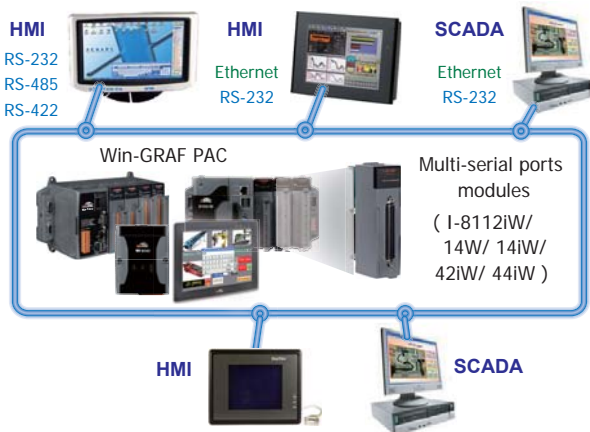 HMI
RS-232
RS-485
RS-422
HMI
Ethernet
RS-232
SCADA
Ethernet
RS-232
Win-GRAF PAC
Multi-serial ports
modules
( I-8112iW/
14W/ 14iW/
42iW/ 44iW )
HMI
SCADA